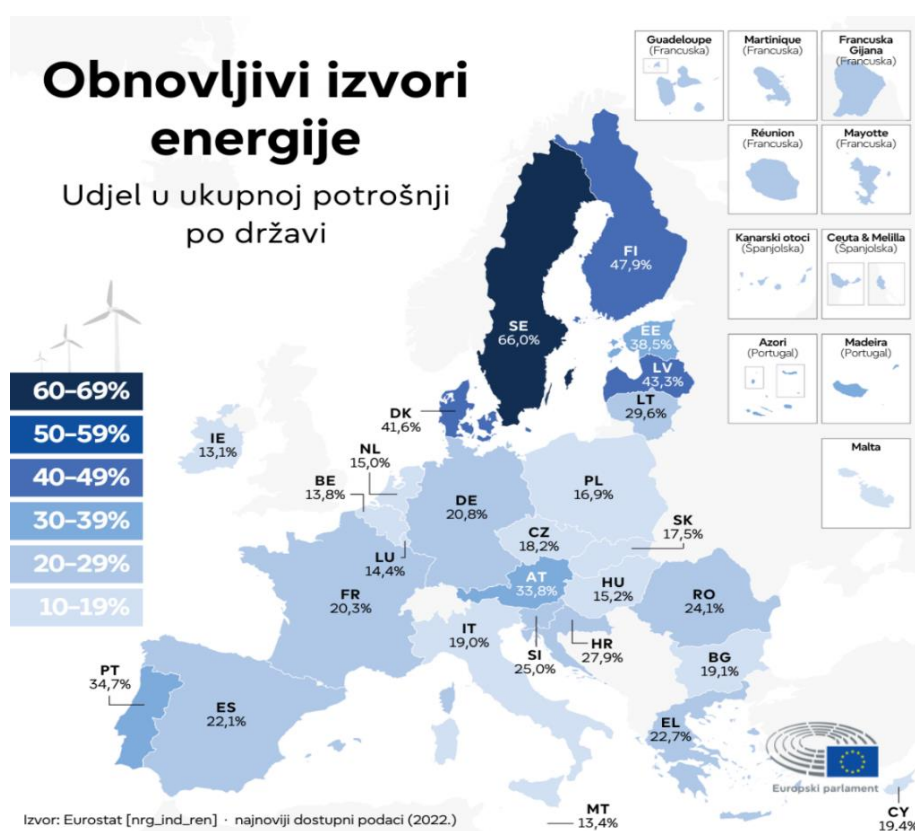 Obnovljivi izvori
energije
Udjel u ukupnoj potrošnji
po državi
Guadeloupe
(Francuska)
Martinique
(Francuska)
Francuska
Gijana
(Francuska)
Réunion
(Francuska)
Mayotte
(Francuska)
Kanarski otoci
(Španjolska)
Ceuta & Melilla
(Španjolska)
Azori
(Portugal)
Madeira
(Portugal)
Malta
60–69%
50–59%
40–49%
30–39%
20–29%
10–19%
FI
47,9%
SE
66,0%
EE
38,5%
LV
43,3%
LT
29,6%
DK
41,6%
IE
13,1%
NL
15,0%
BE
13,8%
DE
20,8%
PL
16,9%
CZ
18,2%
SK
17,5%
LU
14,4%
AT
33,8%
HU
15,2%
RO
24,1%
FR
20,3%
IT
19,0%
SI
25,0%
HR
27,9%
BG
19,1%
PT
34,7%
ES
22,1%
EL
22,7%
MT
13,4%
CY
19,4%
Europski parlament
Izvor: Eurostat [nrg_ind_ren] · najnoviji dostupni podaci (2022.)